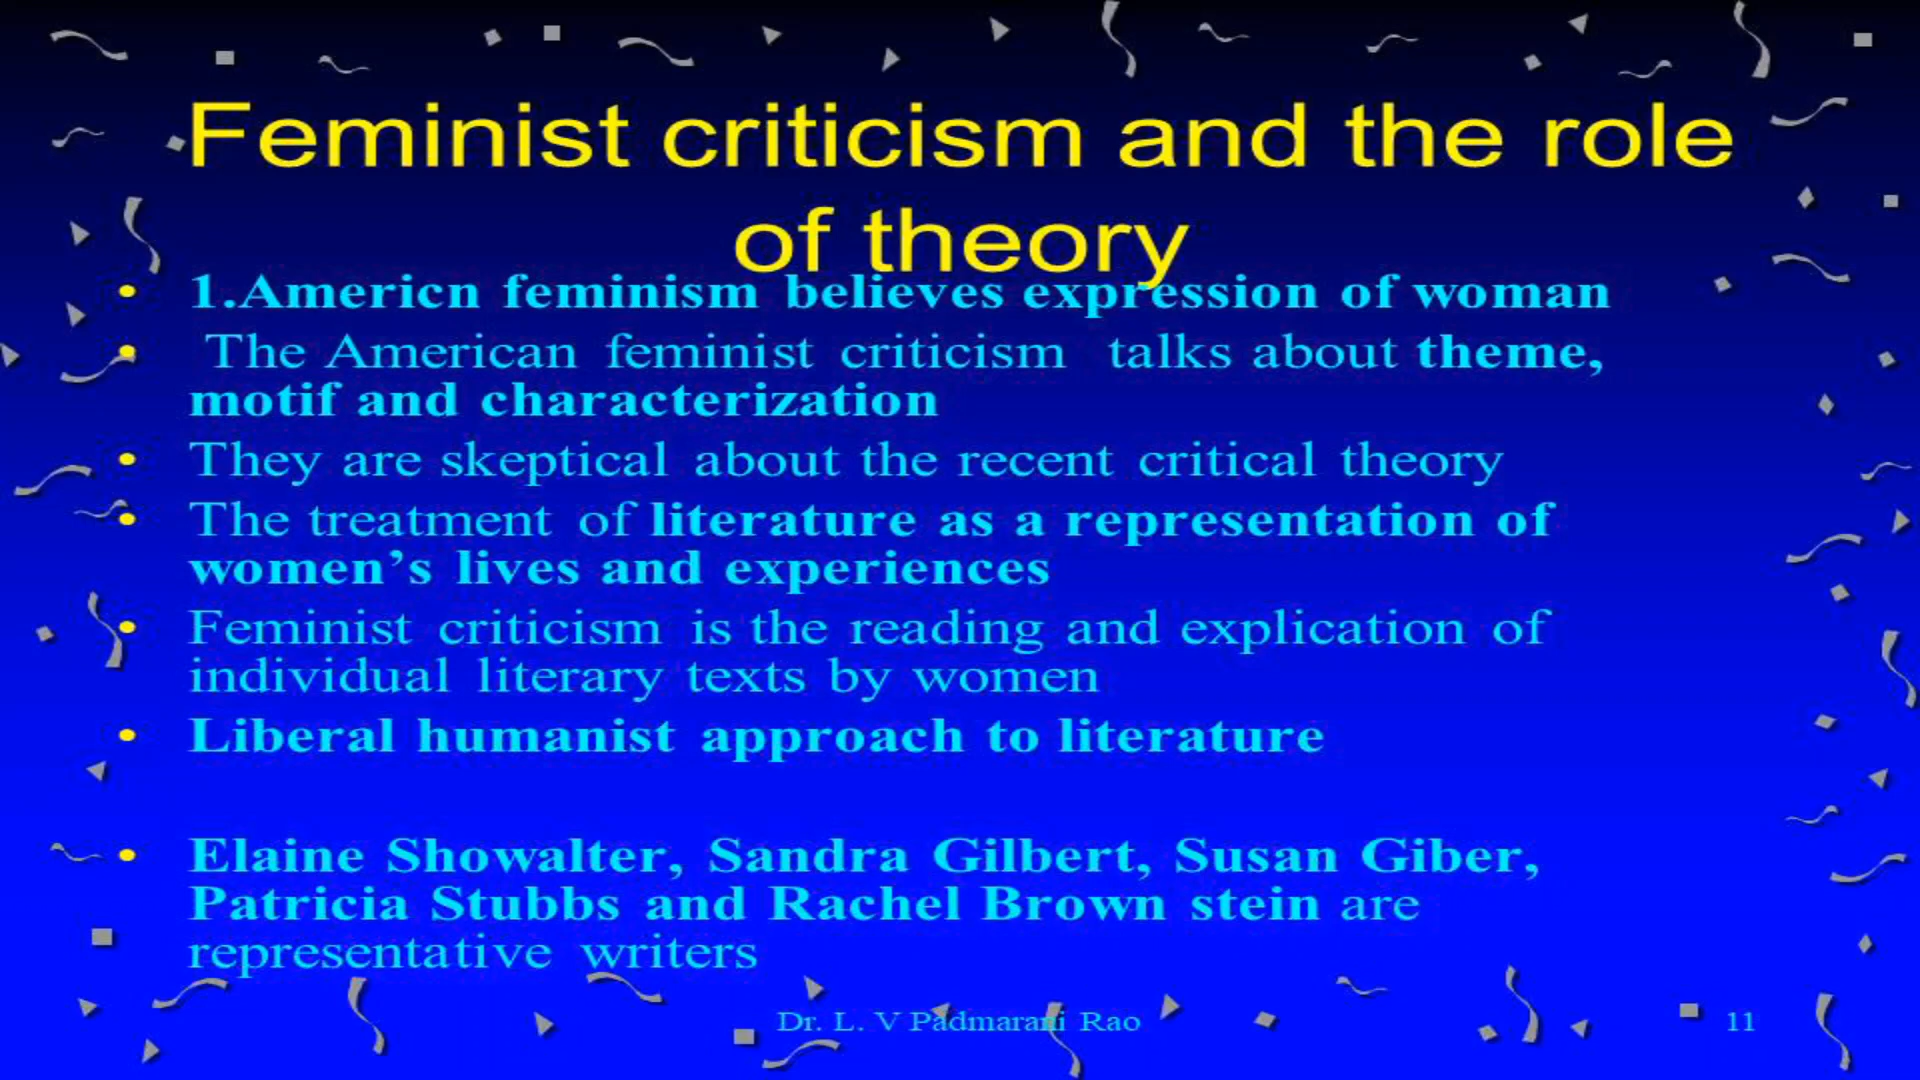 Feminist criticism and the role
of theory
• 1.Americn feminism believes expression of woman
• The American feminist criticism talks about theme,
motif and characterization
• They are skeptical about the recent critical theory
• The treatment of literature as a representation of
women’s lives and experiences
• Feminist criticism is the reading and explication of
individual literary texts by women
• Liberal humanist approach to literature
• Elaine Showalter, Sandra Gilbert, Susan Giber,
Patricia Stubbs and Rachel Brown stein are
representative writers
Dr. L. V Padmarani Rao
11